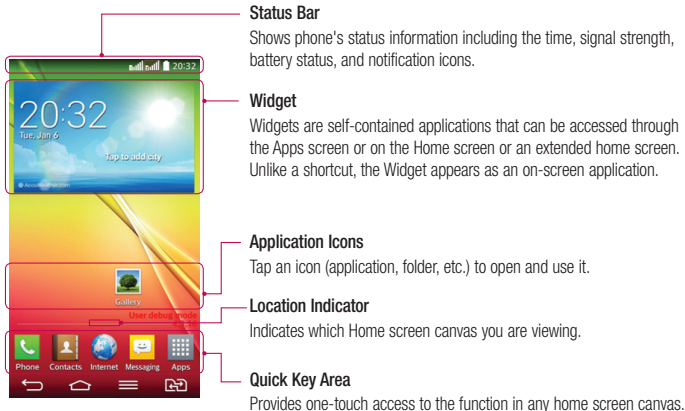 Status Bar
Shows phone's status information including the time, signal strength,
battery status, and notification icons.
20:32
20:32
Tue, Jan 6
Tap to add city
AccuWeather.com
Widget
Widgets are self-contained applications that can be accessed through
the Apps screen or on the Home screen or an extended home screen.
Unlike a shortcut, the Widget appears as an on-screen application.
Application Icons
Tap an icon (application, folder, etc.) to open and use it.
Gallery
User debug mode
Location Indicator
Indicates which Home screen canvas you are viewing.
Phone Contacts Internet Messaging Apps
Quick Key Area
Provides one-touch access to the function in any home screen canvas.